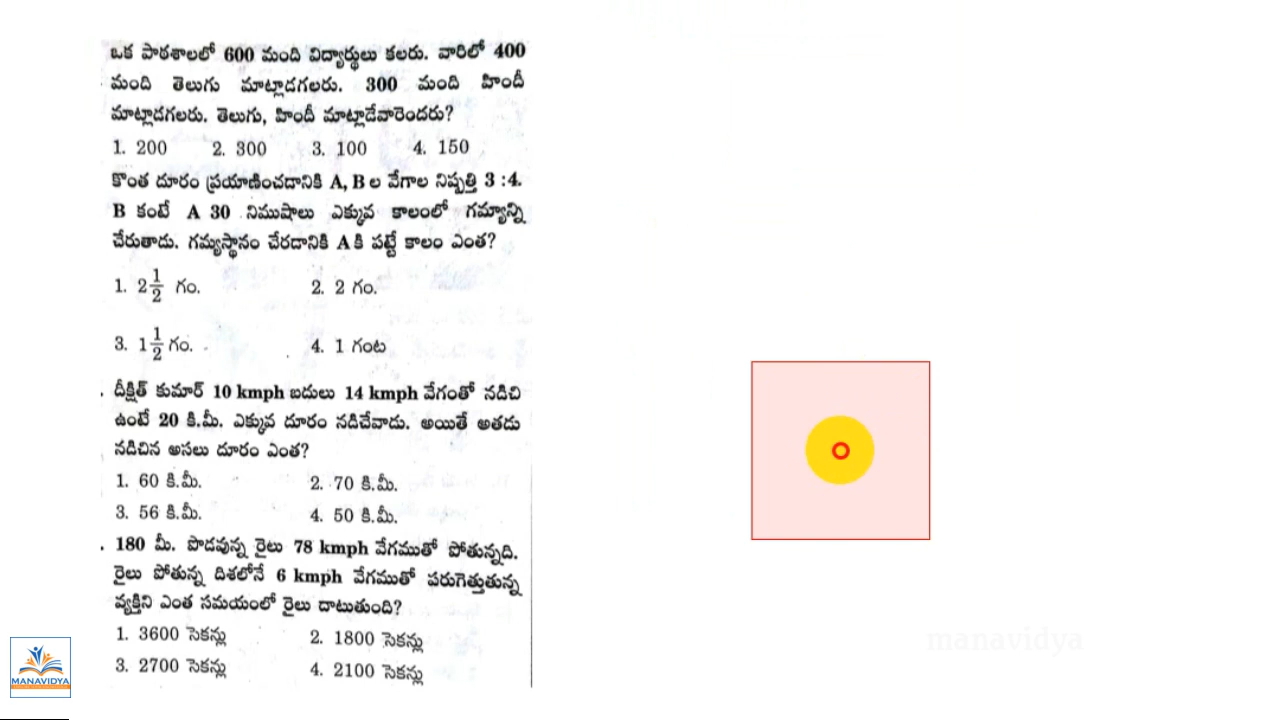 ఒక పాఠశాలలో 600 మంది విద్యార్థులు కలరు. వారిలో 400
మంది తెలుగు మాట్లాడగలరు. 300 మంది హిందీ
మాట్లాడగలరు. తెలుగు, హిందీ మాట్లాడేవారెందరు?
1. 200 2. 300 3. 100 4. 150
కొంత దూరం ప్రయాణించడానికి A, B ల వేగాల నిష్పత్తి 3 : 4.
B కంటే A 30 నిముషాలు ఎక్కువ కాలంలో గమ్యాన్ని
చేరుతాడు. గమ్యస్థానం చేరడానికి A కి పట్టే కాలం ఎంత?
1. 2 1/2 గం. 2. 2 గం.
3. 1 1/2 గం. 4. 1 గంట
. దీక్షిత్ కుమార్ 10 kmph బదులు 14 kmph వేగంతో నడిచి
ఉంటే 20 కి.మీ. ఎక్కువ దూరం నడిచేవాడు. అయితే అతడు
నడిచిన అసలు దూరం ఎంత?
1. 60 కి.మీ. 2. 70 కి.మీ.
3. 56 కి.మీ. 4. 50 కి.మీ.
. 180 మీ. పొడవున్న రైలు 78 kmph వేగముతో పోతున్నది.
రైలు పోతున్న దిశలోనే 6 kmph వేగముతో పరుగెత్తుతున్న
వ్యక్తిని ఎంత సమయంలో రైలు దాటుతుంది?
1. 3600 సెకన్లు 2. 1800 సెకన్లు
3. 2700 సెకన్లు 4. 2100 సెకన్లు
MANAVIDYA
manavidya